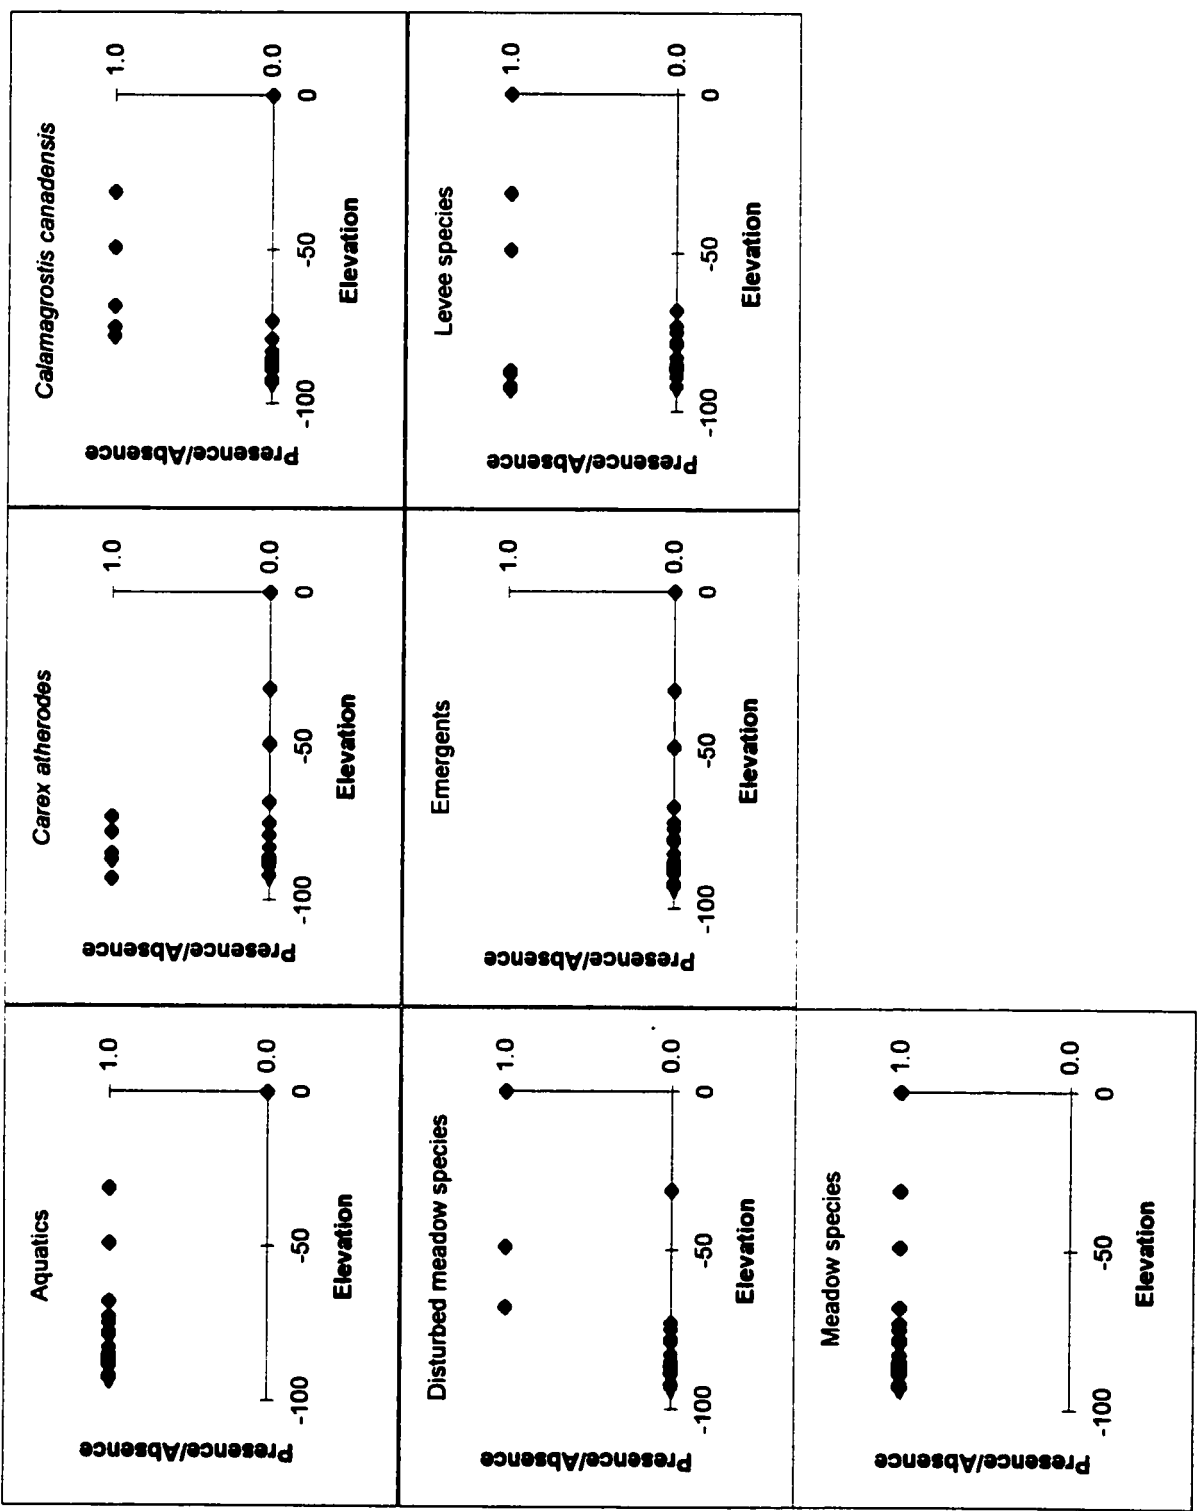 Aquatics
Presence/Absence
1.0
0.0
-100
-50
0
Elevation
Carex atherodes
Presence/Absence
1.0
0.0
-100
-50
0
Elevation
Calamagrostis canadensis
Presence/Absence
1.0
0.0
-100
-50
0
Elevation
Disturbed meadow species
Presence/Absence
1.0
0.0
-100
-50
0
Elevation
Emergents
Presence/Absence
1.0
0.0
-100
-50
0
Elevation
Levee species
Presence/Absence
1.0
0.0
-100
-50
0
Elevation
Meadow species
Presence/Absence
1.0
0.0
-100
-50
0
Elevation